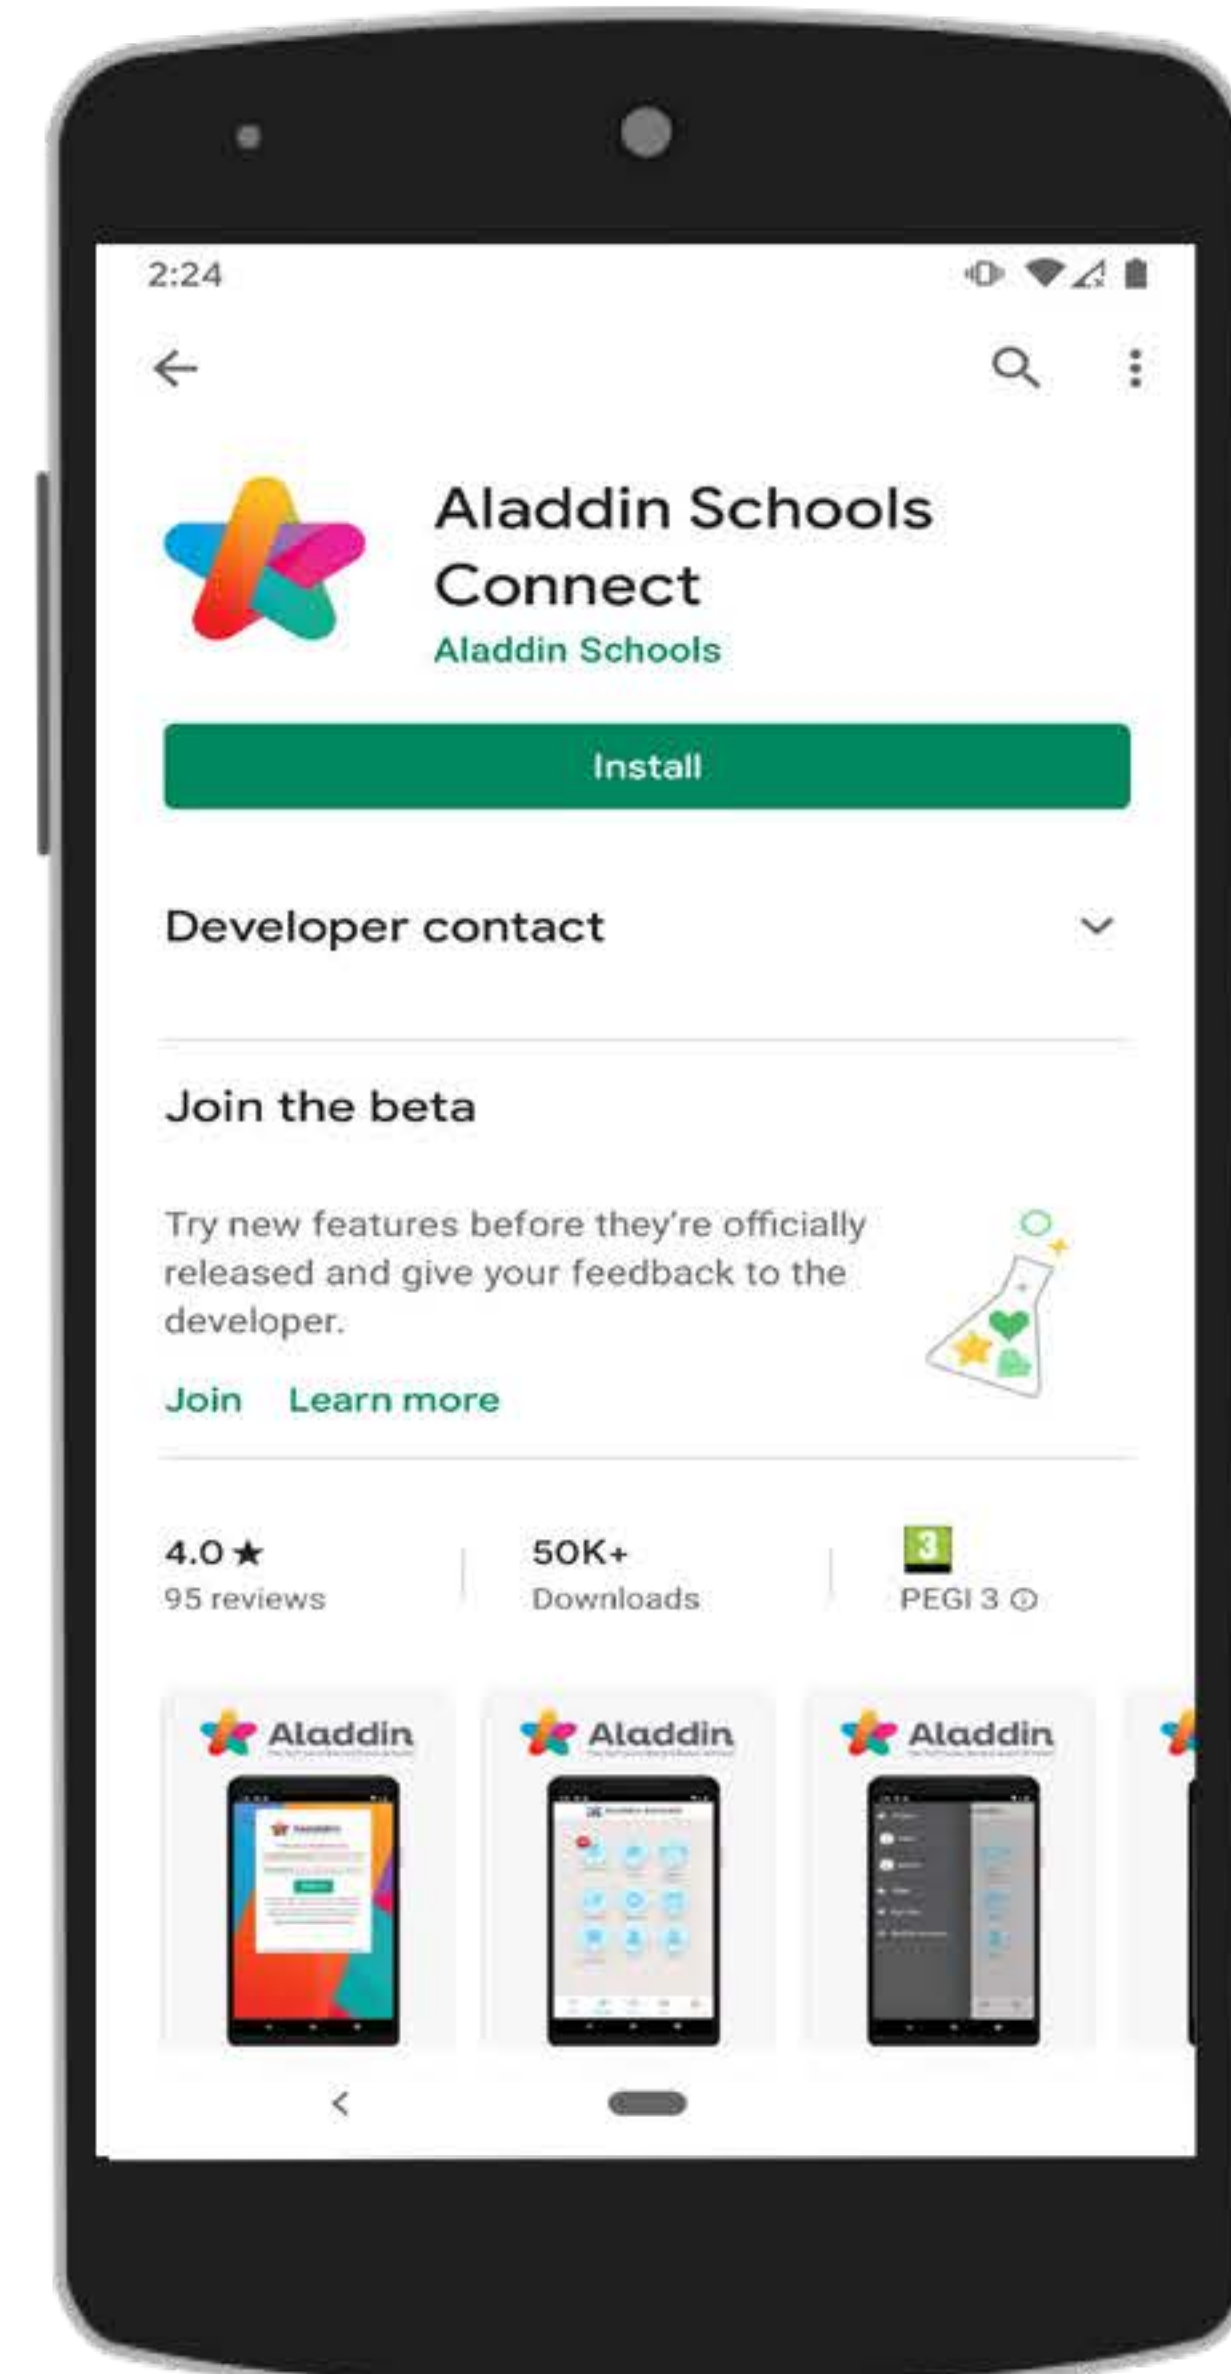 2:24
Aladdin Schools
Connect
Aladdin Schools
Install
Developer contact
Join the beta
Try new features before they're officially
released and give your feedback to the
developer.
Join Learn more
4.0★ 50K+ 3
95 reviews Downloads PEGI 3
Aladdin Aladdin Aladdin